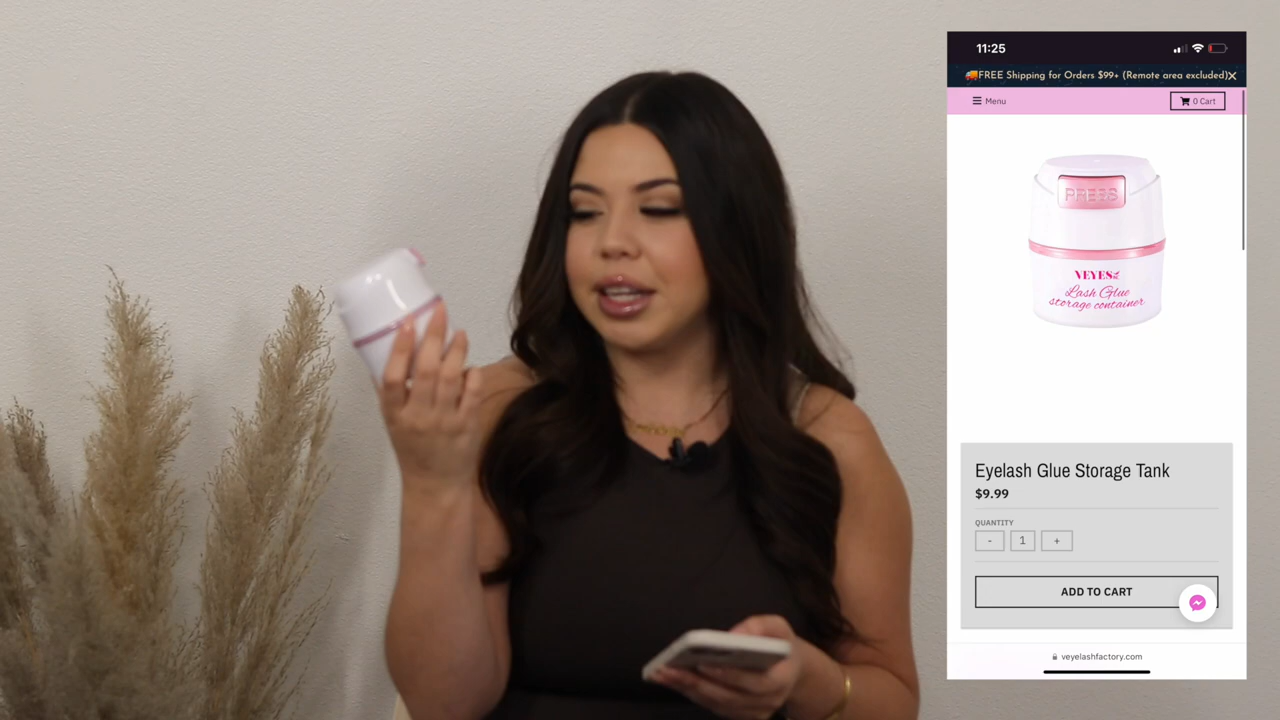 11:25
🚚FREE Shipping for Orders $99+ (Remote area excluded)
Menu
0 Cart
PRESS
VEYES
Lash Glue
storage container
Eyelash Glue Storage Tank
$9.99
QUANTITY
- 1 +
ADD TO CART
veyelashfactory.com